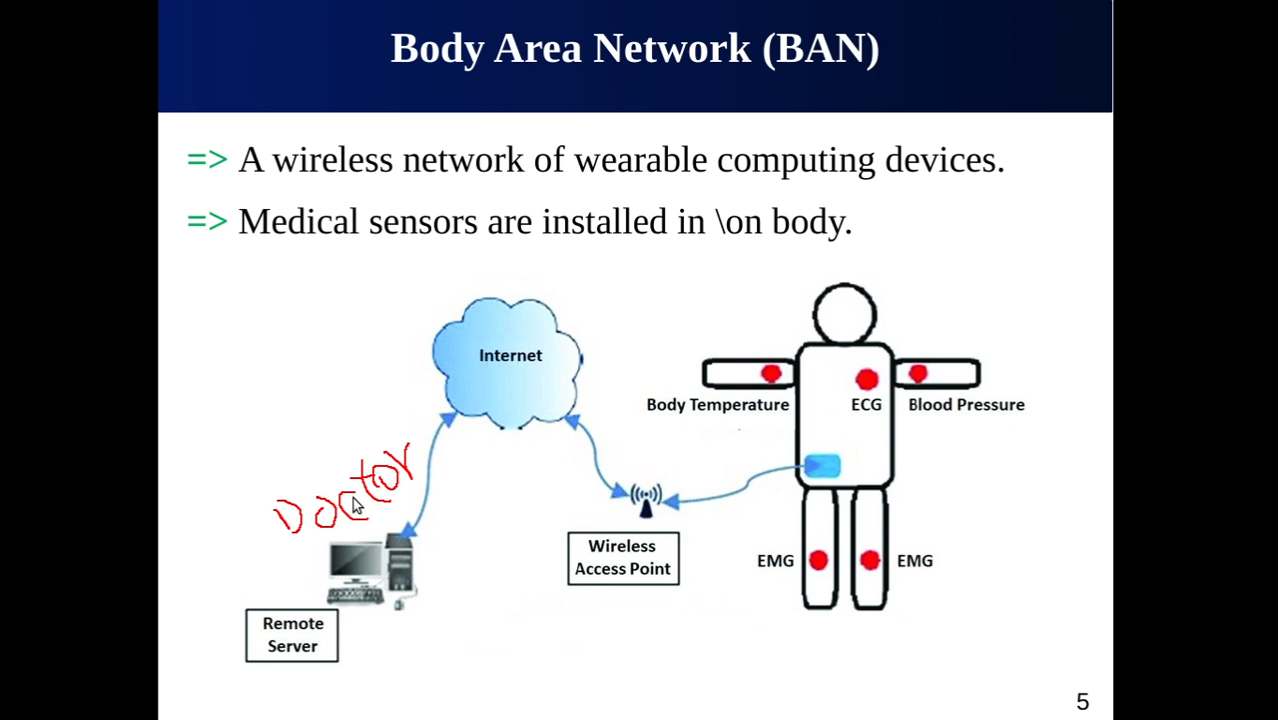 Body Area Network (BAN)
=> A wireless network of wearable computing devices.
=> Medical sensors are installed in \on body.
Internet
Body Temperature
ECG
Blood Pressure
Doctor
Wireless
Access Point
EMG
EMG
Remote
Server
5